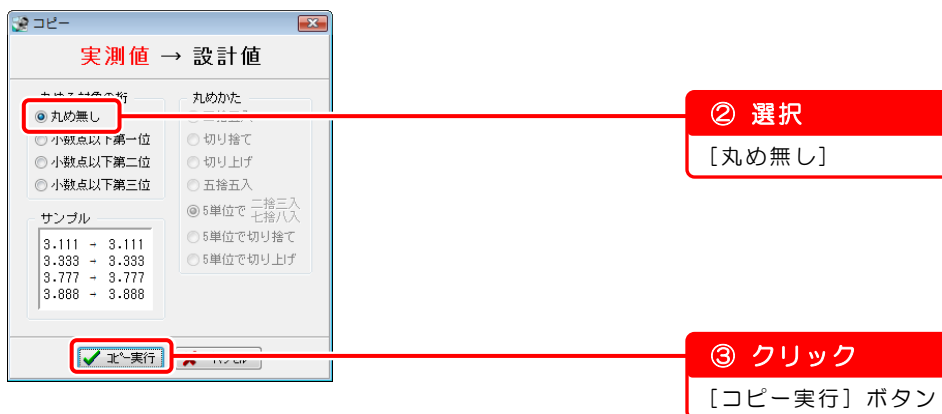 コピー
実測値 → 設計値
丸め無し
小数点以下第一位
小数点以下第二位
小数点以下第三位
サンプル
3.111 → 3.111
3.333 → 3.333
3.777 → 3.777
3.888 → 3.888
丸めかた
切り捨て
切り上げ
五捨五入
5単位で 二捨三入
七捨八入
5単位で切り捨て
5単位で切り上げ
コピー実行
② 選択
[丸め無し]
③ クリック
[コピー実行] ボタン